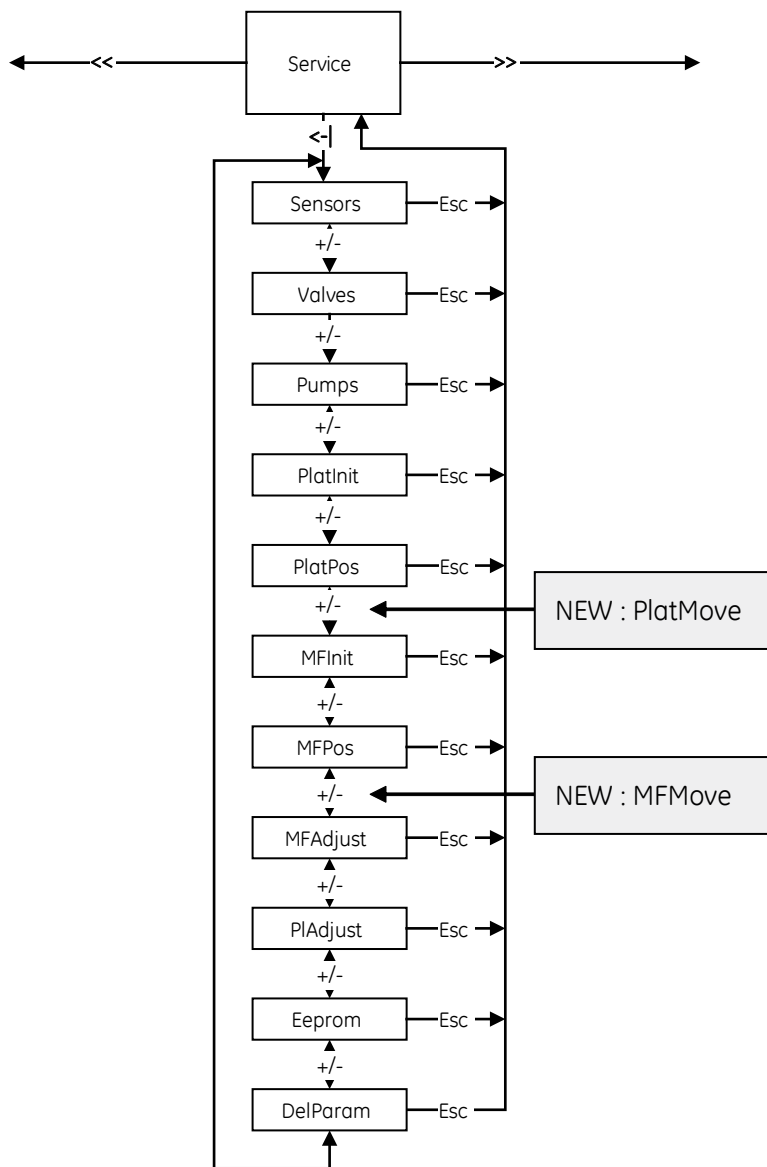 Service
<<
>>
<-|
Sensors
Esc
+/-
Valves
Esc
+/-
Pumps
Esc
+/-
PlatInit
Esc
+/-
PlatPos
Esc
+/-
NEW : PlatMove
MFInit
Esc
+/-
MFPos
Esc
+/-
NEW : MFMove
MFAdjust
Esc
+/-
PlAdjust
Esc
+/-
Eeprom
Esc
+/-
DelParam
Esc